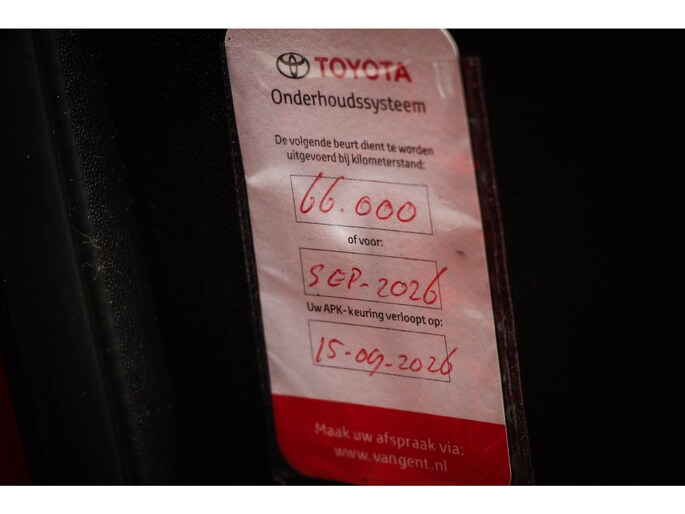 TOYOTA
Onderhoudssysteem
De volgende beurt dient te worden
uitgevoerd bij kilometerstand:
66.000
of voor:
SEP-2026
Uw APK-keuring verloopt op:
15-09-2026
Maak uw afspraak via:
www.vangent.nl